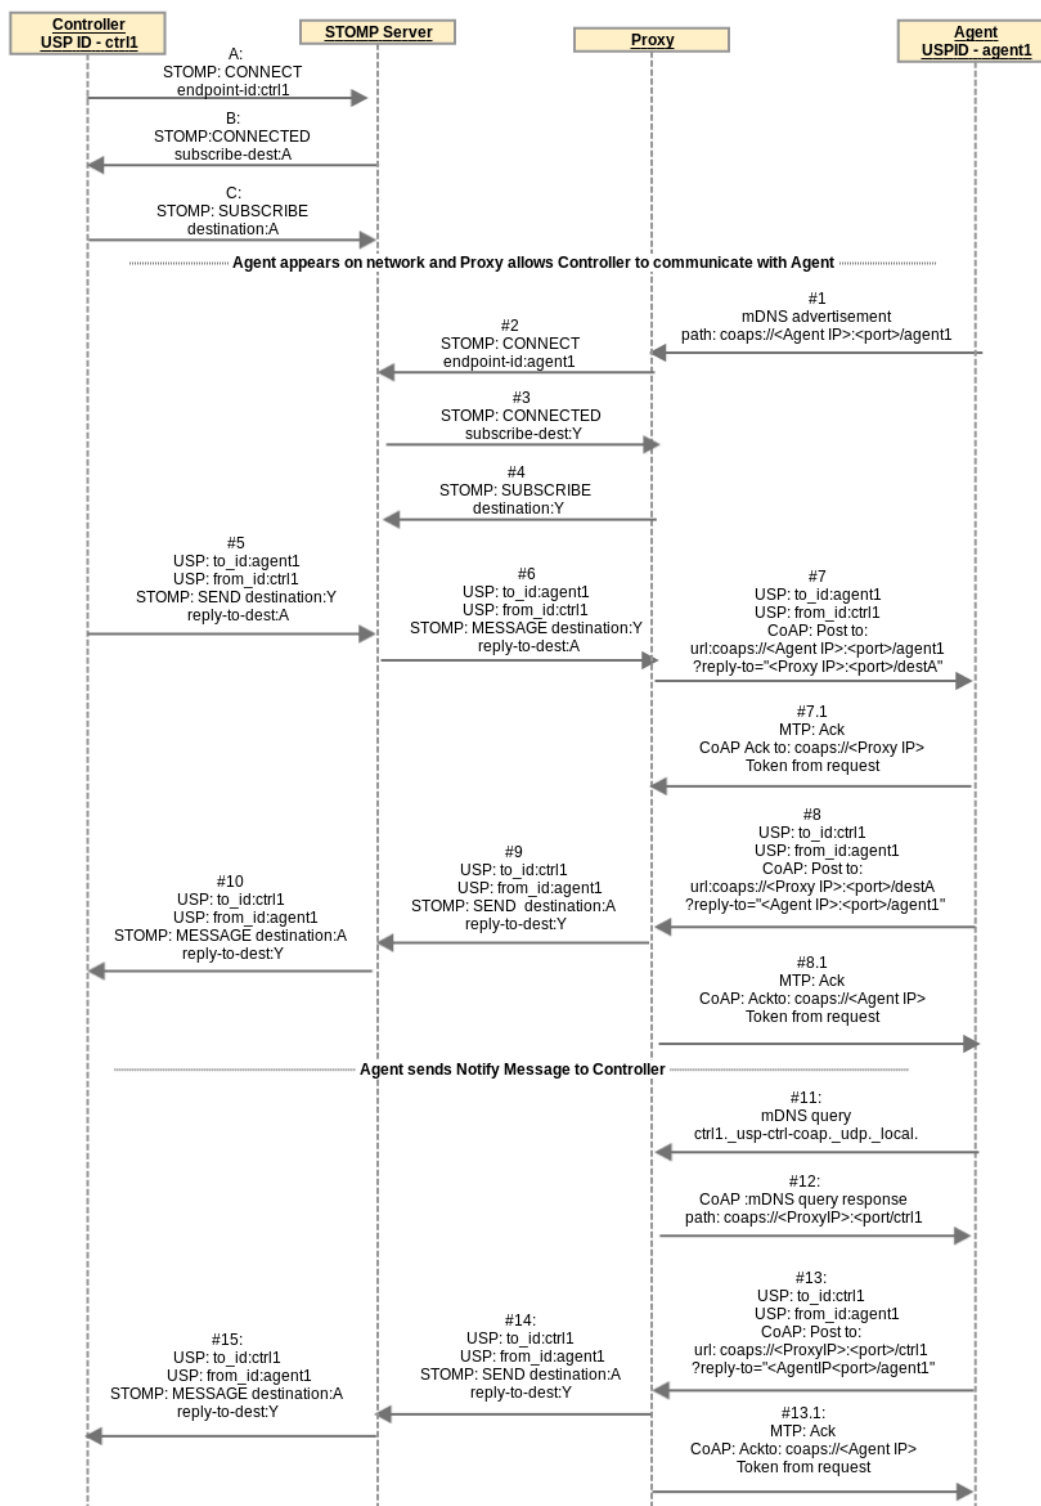 Controller
USP ID - ctrl1
STOMP Server
Proxy
Agent
USPID - agent1
A:
STOMP: CONNECT
endpoint-id:ctrl1
B:
STOMP:CONNECTED
subscribe-dest:A
C:
STOMP: SUBSCRIBE
destination:A
Agent appears on network and Proxy allows Controller to communicate with Agent
#1
mDNS advertisement
path: coaps://<Agent IP>:<port>/agent1
#2
STOMP: CONNECT
endpoint-id:agent1
#3
STOMP: CONNECTED
subscribe-dest:Y
#4
STOMP: SUBSCRIBE
destination:Y
#5
USP: to_id:agent1
USP: from_id:ctrl1
STOMP: SEND destination:Y
reply-to-dest:A
#6
USP: to_id:agent1
USP: from_id:ctrl1
STOMP: MESSAGE destination:Y
reply-to-dest:A
#7
USP: to_id:agent1
USP: from_id:ctrl1
CoAP: Post to:
url:coaps://<Agent IP>:<port>/agent1
?reply-to="<Proxy IP>:<port>/destA"
#7.1
MTP: Ack
CoAP Ack to: coaps://<Proxy IP>
Token from request
#8
USP: to_id:ctrl1
USP: from_id:agent1
CoAP: Post to:
url:coaps://<Proxy IP>:<port>/destA
?reply-to="<Agent IP>:<port>/agent1"
#9
USP: to_id:ctrl1
USP: from_id:agent1
STOMP: SEND destination:A
reply-to-dest:Y
#10
USP: to_id:ctrl1
USP: from_id:agent1
STOMP: MESSAGE destination:A
reply-to-dest:Y
#8.1
MTP: Ack
CoAP: Ackto: coaps://<Agent IP>
Token from request
Agent sends Notify Message to Controller
#11:
mDNS query
ctrl1._usp-ctrl-coap._udp._local.
#12:
CoAP :mDNS query response
path: coaps://<ProxyIP>:<port/ctrl1
#13:
USP: to_id:ctrl1
USP: from_id:agent1
CoAP: Post to:
url: coaps://<ProxyIP>:<port>/ctrl1
?reply-to="<AgentIP<port>/agent1"
#14:
USP: to_id:ctrl1
USP: from_id:agent1
STOMP: SEND destination:A
reply-to-dest:Y
#15:
USP: to_id:ctrl1
USP: from_id:agent1
STOMP: MESSAGE destination:A
reply-to-dest:Y
#13.1:
MTP: Ack
CoAP: Ackto: coaps://<Agent IP>
Token from request